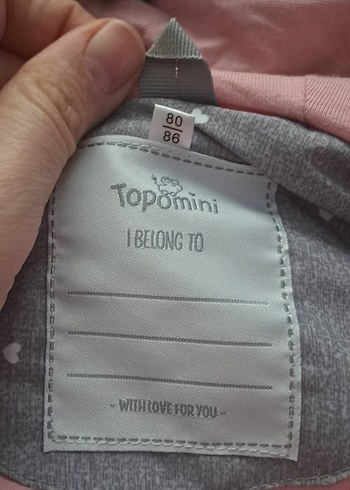 80
86
Topomini
I BELONG TO
- WITH LOVE FOR YOU -